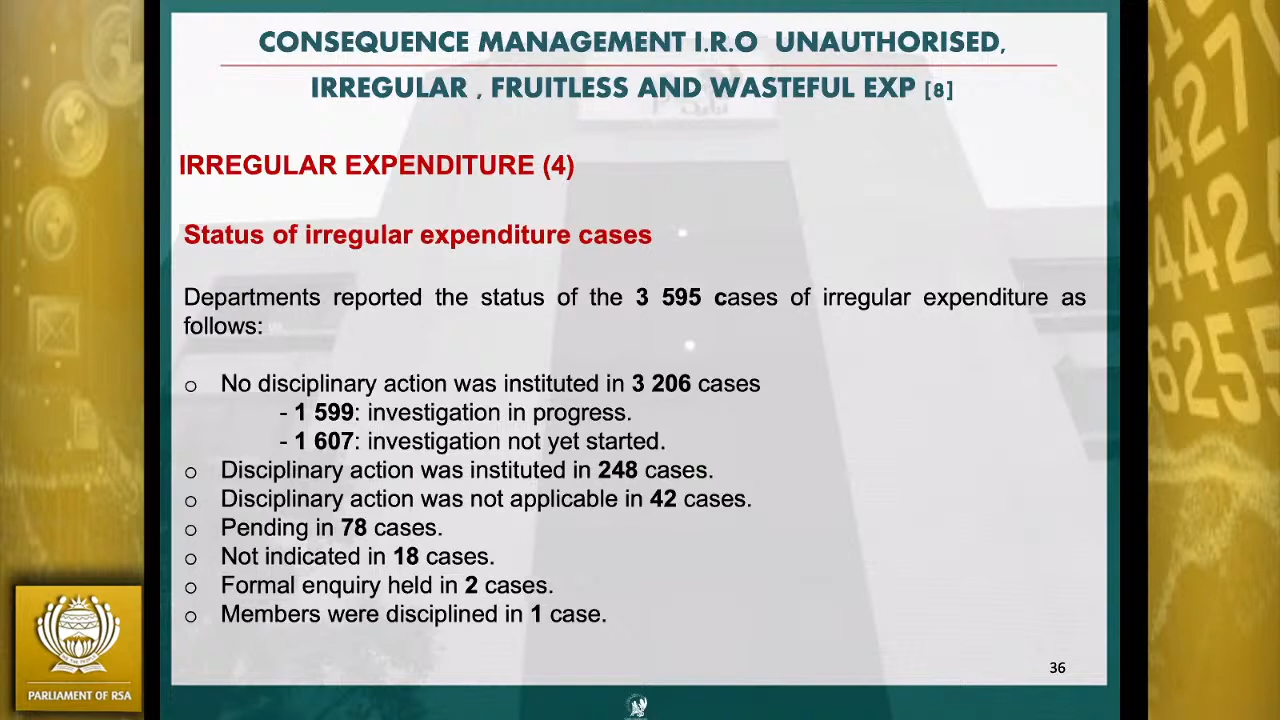 CONSEQUENCE MANAGEMENT I.R.O UNAUTHORISED,
IRREGULAR , FRUITLESS AND WASTEFUL EXP [8]
IRREGULAR EXPENDITURE (4)
Status of irregular expenditure cases
Departments reported the status of the 3 595 cases of irregular expenditure as
follows:
o No disciplinary action was instituted in 3 206 cases
- 1 599: investigation in progress.
- 1 607: investigation not yet started.
o Disciplinary action was instituted in 248 cases.
o Disciplinary action was not applicable in 42 cases.
o Pending in 78 cases.
o Not indicated in 18 cases.
o Formal enquiry held in 2 cases.
o Members were disciplined in 1 case.
36
PARLIAMENT OF RSA